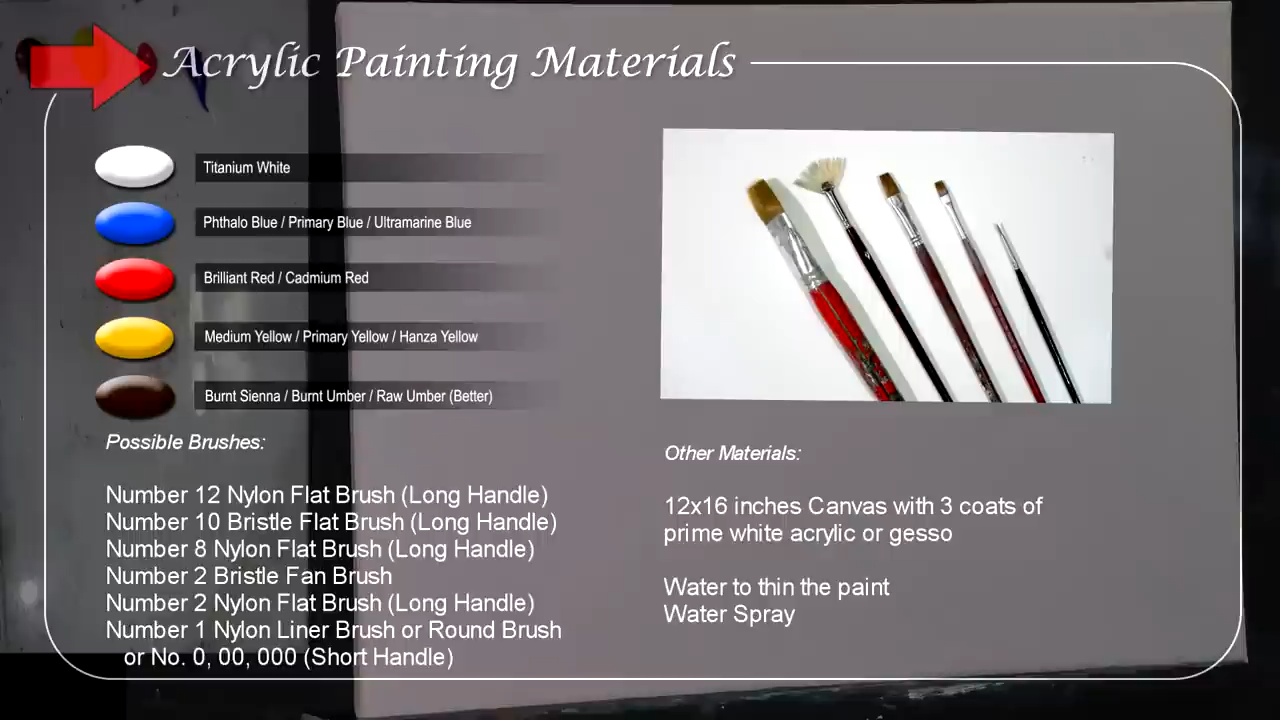 Acrylic Painting Materials
Titanium White
Phthalo Blue / Primary Blue / Ultramarine Blue
Brilliant Red / Cadmium Red
Medium Yellow / Primary Yellow / Hanza Yellow
Burnt Sienna / Burnt Umber / Raw Umber (Better)
Possible Brushes:
Number 12 Nylon Flat Brush (Long Handle)
Number 10 Bristle Flat Brush (Long Handle)
Number 8 Nylon Flat Brush (Long Handle)
Number 2 Bristle Fan Brush
Number 2 Nylon Flat Brush (Long Handle)
Number 1 Nylon Liner Brush or Round Brush
or No. 0, 00, 000 (Short Handle)
Other Materials:
12x16 inches Canvas with 3 coats of
prime white acrylic or gesso
Water to thin the paint
Water Spray